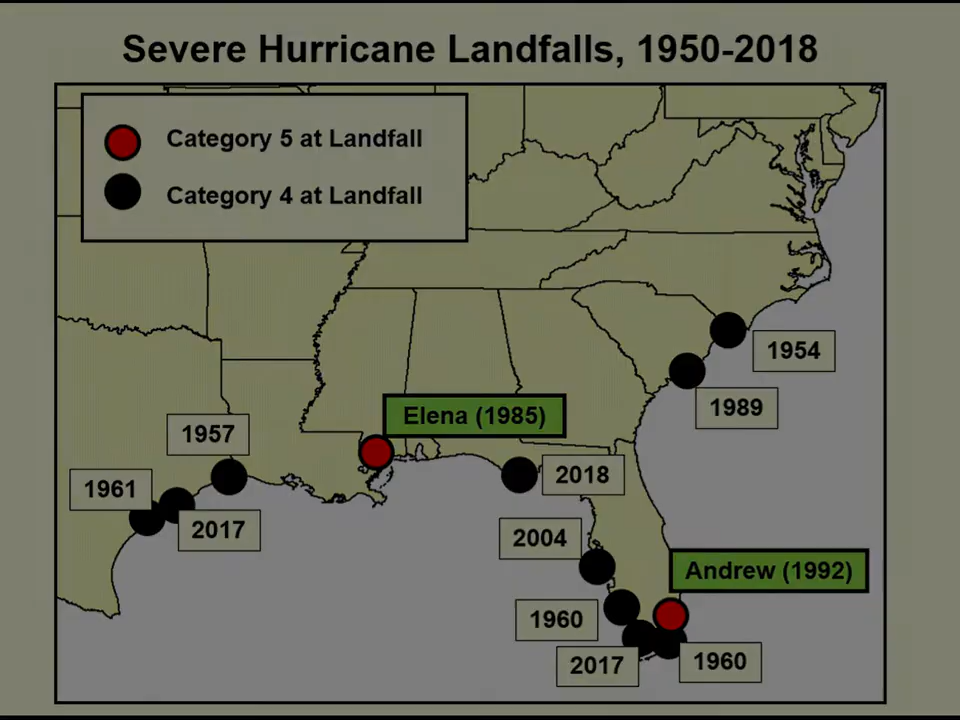 Severe Hurricane Landfalls, 1950-2018
Category 5 at Landfall
Category 4 at Landfall
1954
1989
Elena (1985)
1957
2018
1961
2017
2004
Andrew (1992)
1960
2017
1960